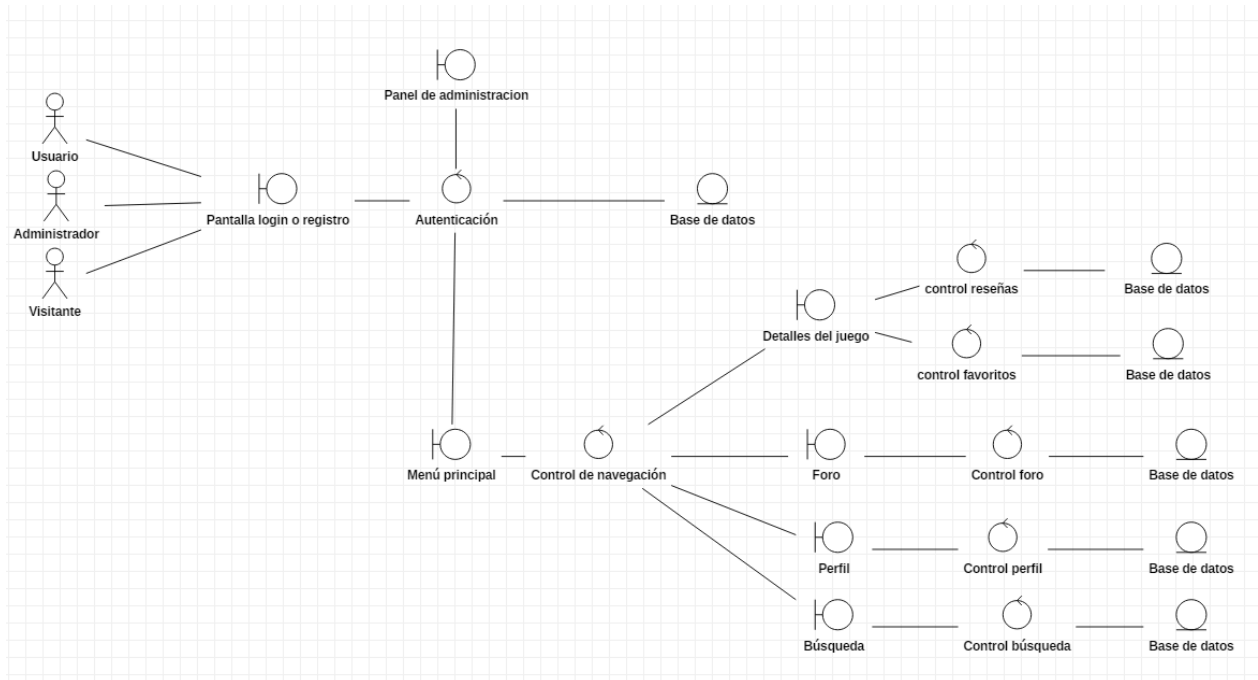 Panel de administracion
Usuario
Pantalla login o registro
Autenticación
Base de datos
Administrador
Visitante
control reseñas
Base de datos
Detalles del juego
control favoritos
Base de datos
Menú principal
Control de navegación
Foro
Control foro
Base de datos
Perfil
Control perfil
Base de datos
Búsqueda
Control búsqueda
Base de datos